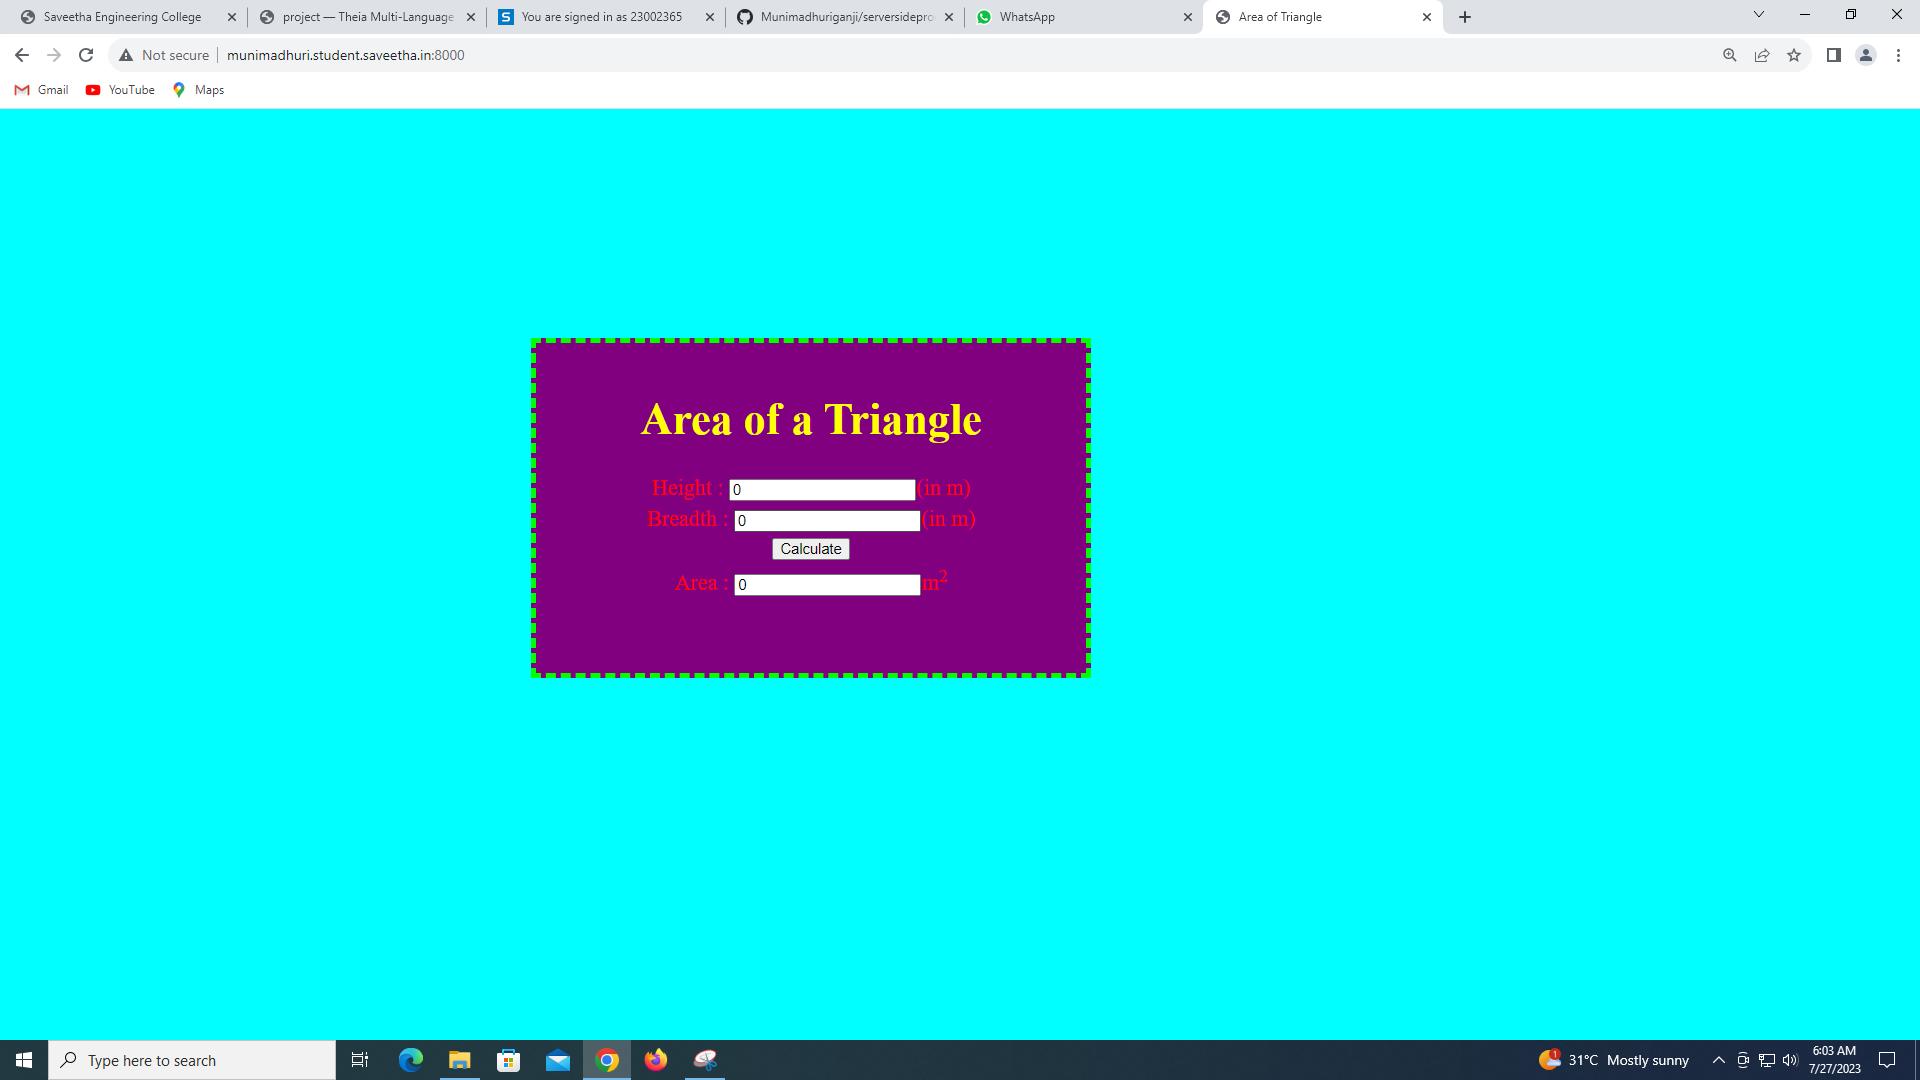 Saveetha Engineering College
project — Theia Multi-Language
You are signed in as 23002365
Munimadhuriganji/serversidepro
WhatsApp
Area of Triangle
Not secure
munimadhuri.student.saveetha.in:8000
Gmail
YouTube
Maps
Area of a Triangle
Height : 0 (in m)
Breadth : 0 (in m)
Calculate
Area : 0 m²
Type here to search
1
31°C Mostly sunny
6:03 AM
7/27/2023